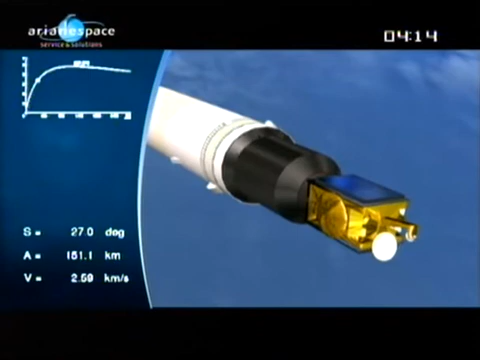 arianespace
service & solutions
04:14
S = 27.0 deg
A = 151.1 km
V = 2.59 km/s